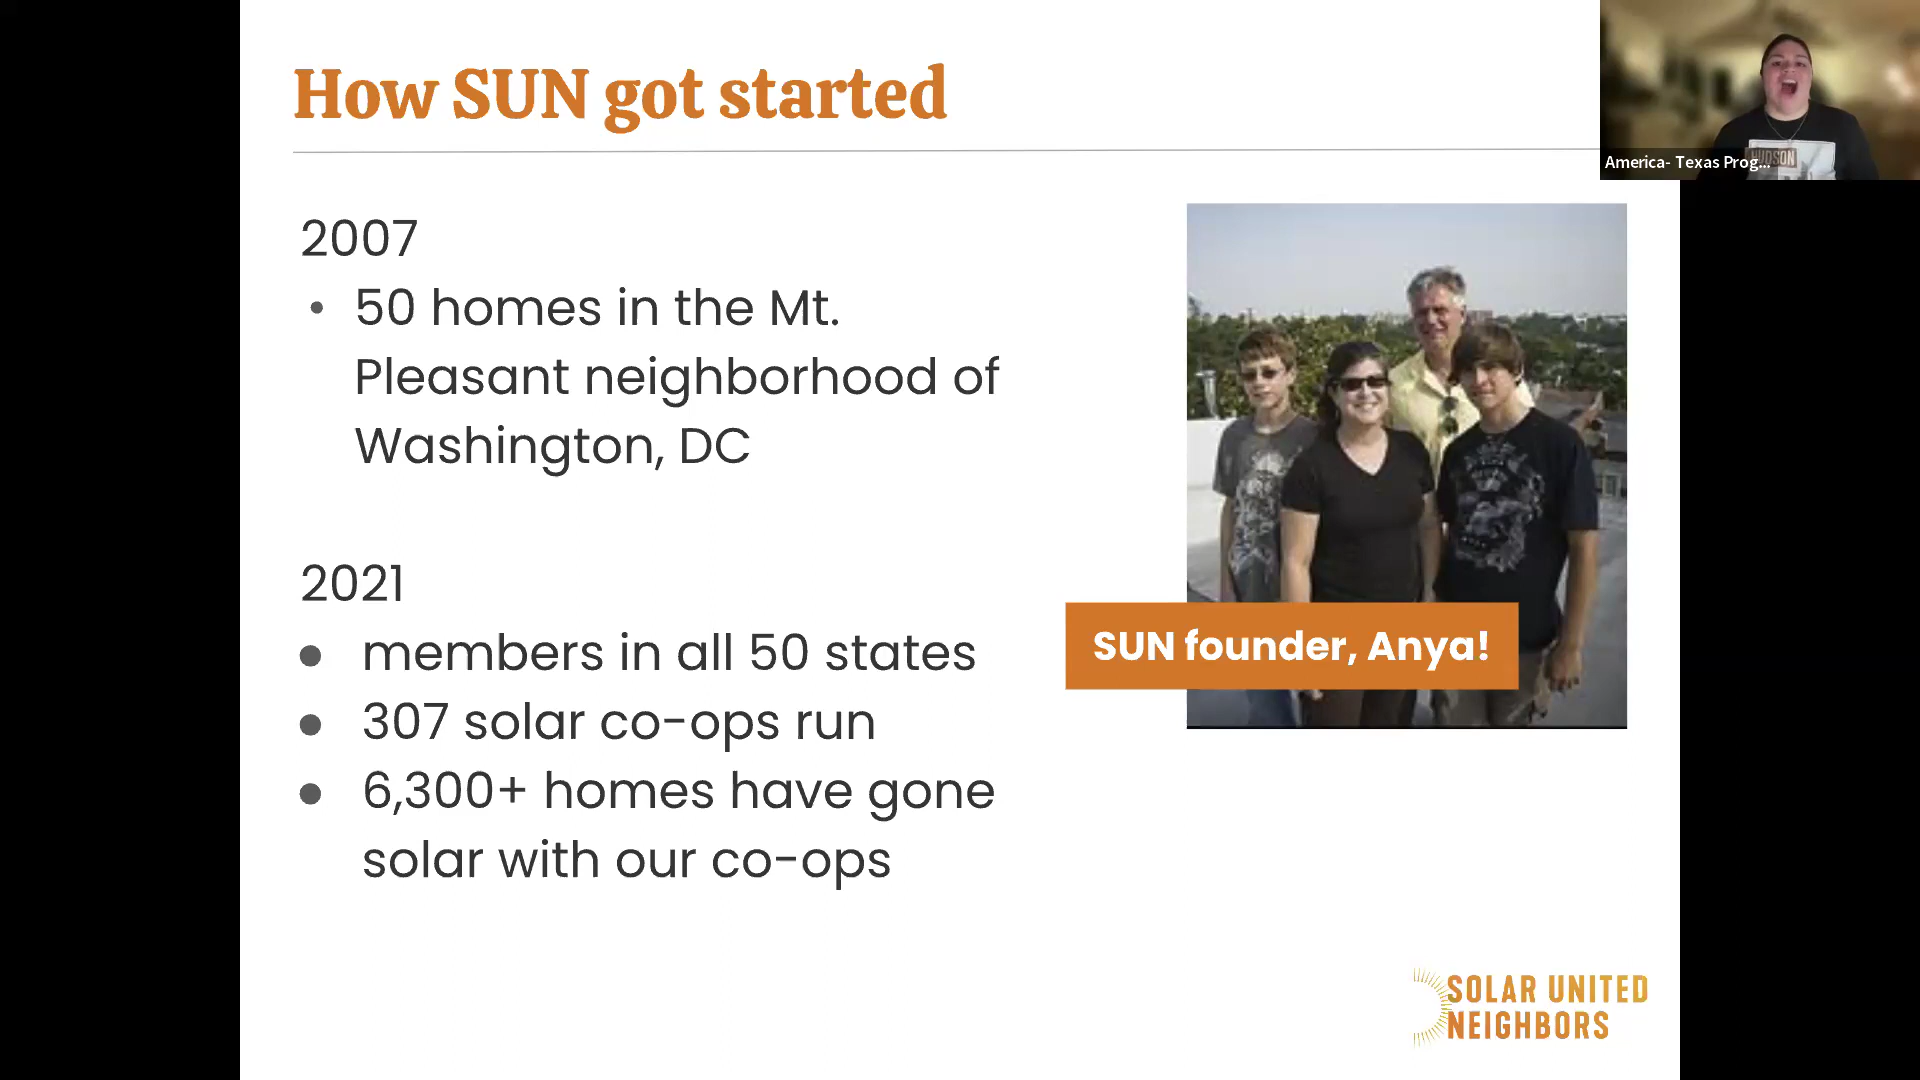 How SUN got started
America- Texas Prog...
HUDSON
2007
• 50 homes in the Mt.
Pleasant neighborhood of
Washington, DC
2021
● members in all 50 states
● 307 solar co-ops run
● 6,300+ homes have gone
solar with our co-ops
SUN founder, Anya!
SOLAR UNITED
NEIGHBORS